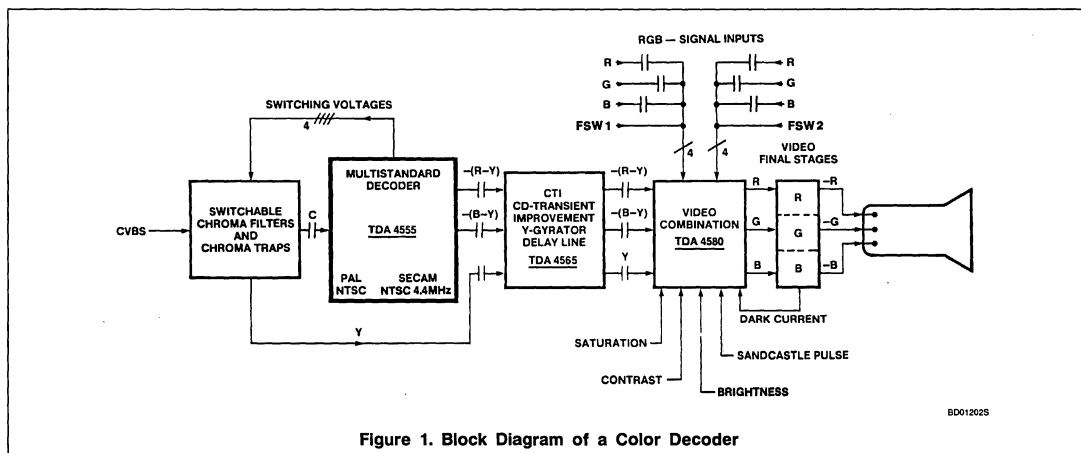 RGB — SIGNAL INPUTS
R
G
B
FSW 1
R
G
B
FSW 2
4
4
SWITCHING VOLTAGES
4
CVBS
SWITCHABLE
CHROMA FILTERS
AND
CHROMA TRAPS
C
Y
MULTISTANDARD
DECODER
TDA 4555
PAL SECAM
NTSC NTSC 4.4MHz
–(R–Y)
–(B–Y)
CTI
CD-TRANSIENT
IMPROVEMENT
Y-GYRATOR
DELAY LINE
TDA 4565
–(R–Y)
–(B–Y)
Y
VIDEO
COMBINATION
TDA 4580
R
G
B
VIDEO
FINAL STAGES
R
G
B
–R
–G
–B
DARK CURRENT
SATURATION
CONTRAST
BRIGHTNESS
SANDCASTLE PULSE
BD01202S
Figure 1. Block Diagram of a Color Decoder